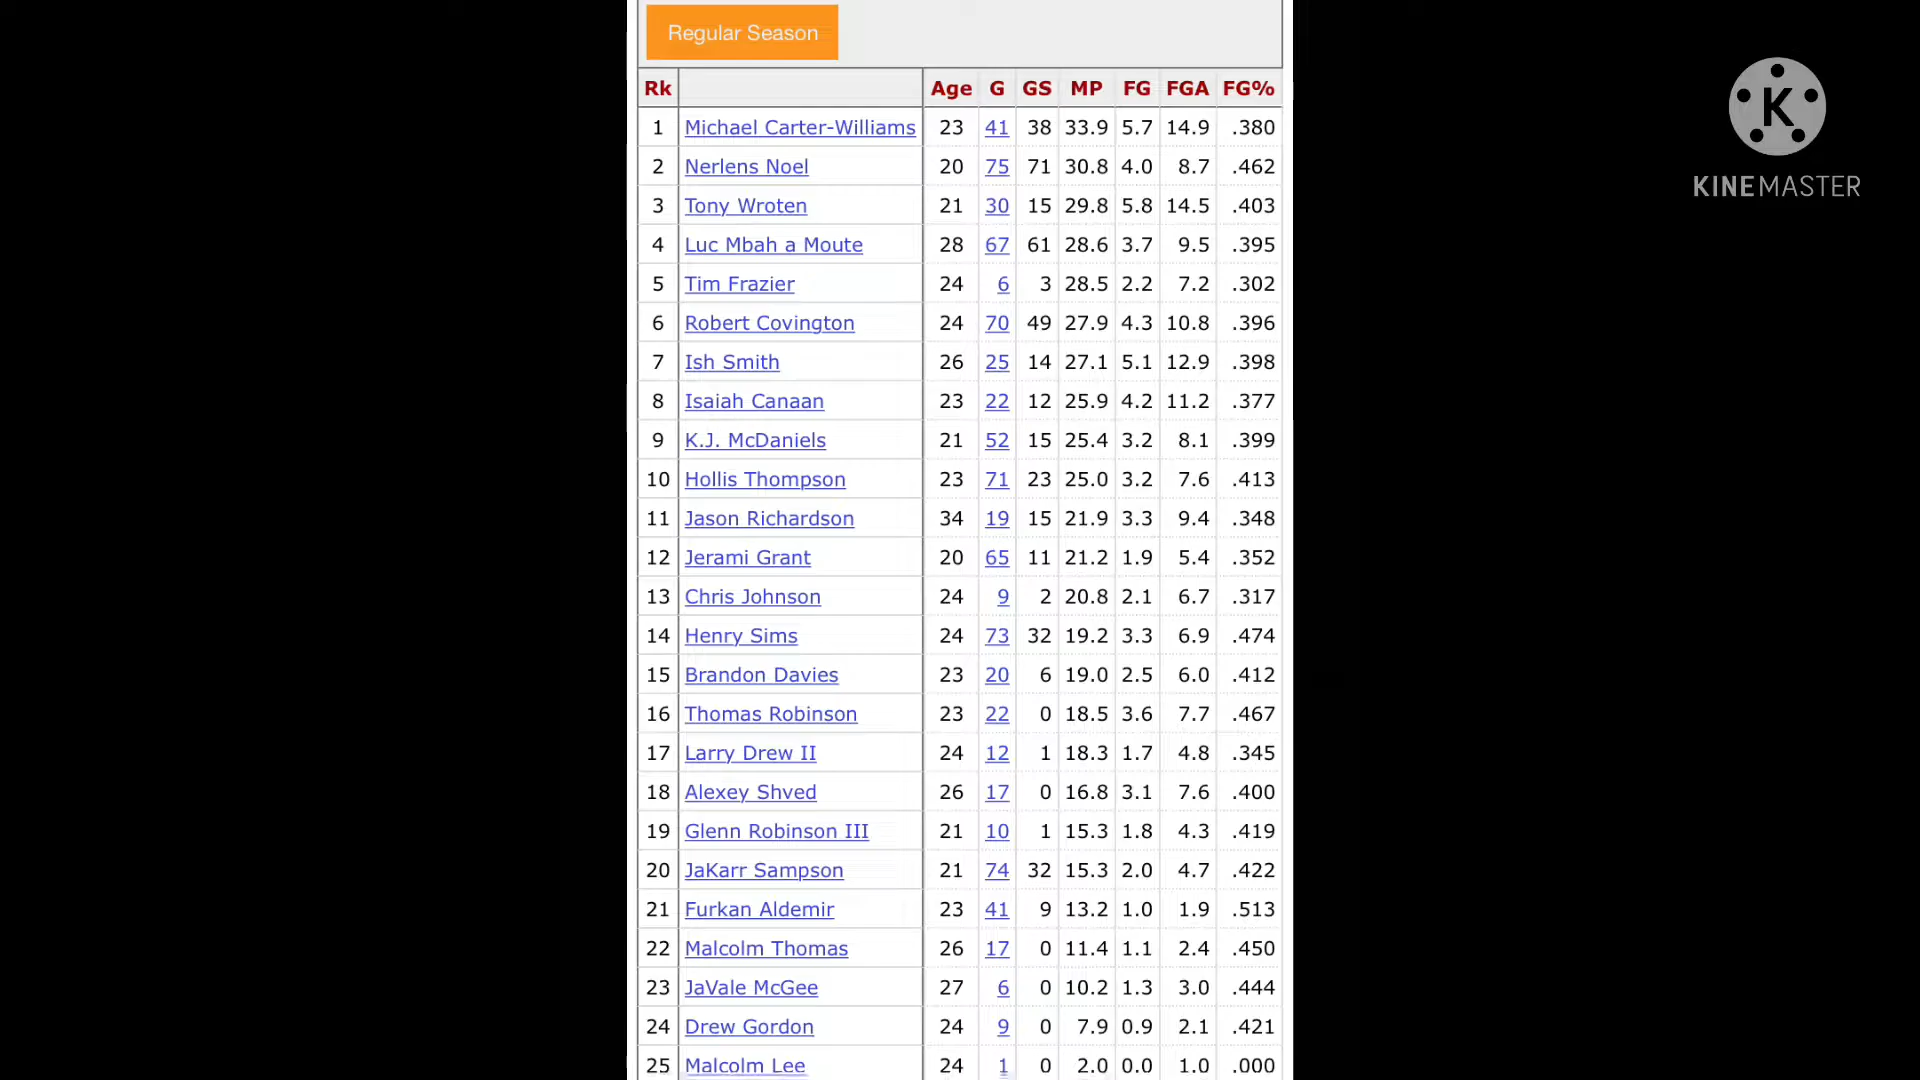 Regular Season
Rk Age G GS MP FG FGA FG%
1 Michael Carter-Williams 23 41 38 33.9 5.7 14.9 .380
2 Nerlens Noel 20 75 71 30.8 4.0 8.7 .462
3 Tony Wroten 21 30 15 29.8 5.8 14.5 .403
4 Luc Mbah a Moute 28 67 61 28.6 3.7 9.5 .395
5 Tim Frazier 24 6 3 28.5 2.2 7.2 .302
6 Robert Covington 24 70 49 27.9 4.3 10.8 .396
7 Ish Smith 26 25 14 27.1 5.1 12.9 .398
8 Isaiah Canaan 23 22 12 25.9 4.2 11.2 .377
9 K.J. McDaniels 21 52 15 25.4 3.2 8.1 .399
10 Hollis Thompson 23 71 23 25.0 3.2 7.6 .413
11 Jason Richardson 34 19 15 21.9 3.3 9.4 .348
12 Jerami Grant 20 65 11 21.2 1.9 5.4 .352
13 Chris Johnson 24 9 2 20.8 2.1 6.7 .317
14 Henry Sims 24 73 32 19.2 3.3 6.9 .474
15 Brandon Davies 23 20 6 19.0 2.5 6.0 .412
16 Thomas Robinson 23 22 0 18.5 3.6 7.7 .467
17 Larry Drew II 24 12 1 18.3 1.7 4.8 .345
18 Alexey Shved 26 17 0 16.8 3.1 7.6 .400
19 Glenn Robinson III 21 10 1 15.3 1.8 4.3 .419
20 JaKarr Sampson 21 74 32 15.3 2.0 4.7 .422
21 Furkan Aldemir 23 41 9 13.2 1.0 1.9 .513
22 Malcolm Thomas 26 17 0 11.4 1.1 2.4 .450
23 JaVale McGee 27 6 0 10.2 1.3 3.0 .444
24 Drew Gordon 24 9 0 7.9 0.9 2.1 .421
25 Malcolm Lee 24 1 0 2.0 0.0 1.0 .000
K
KINEMASTER